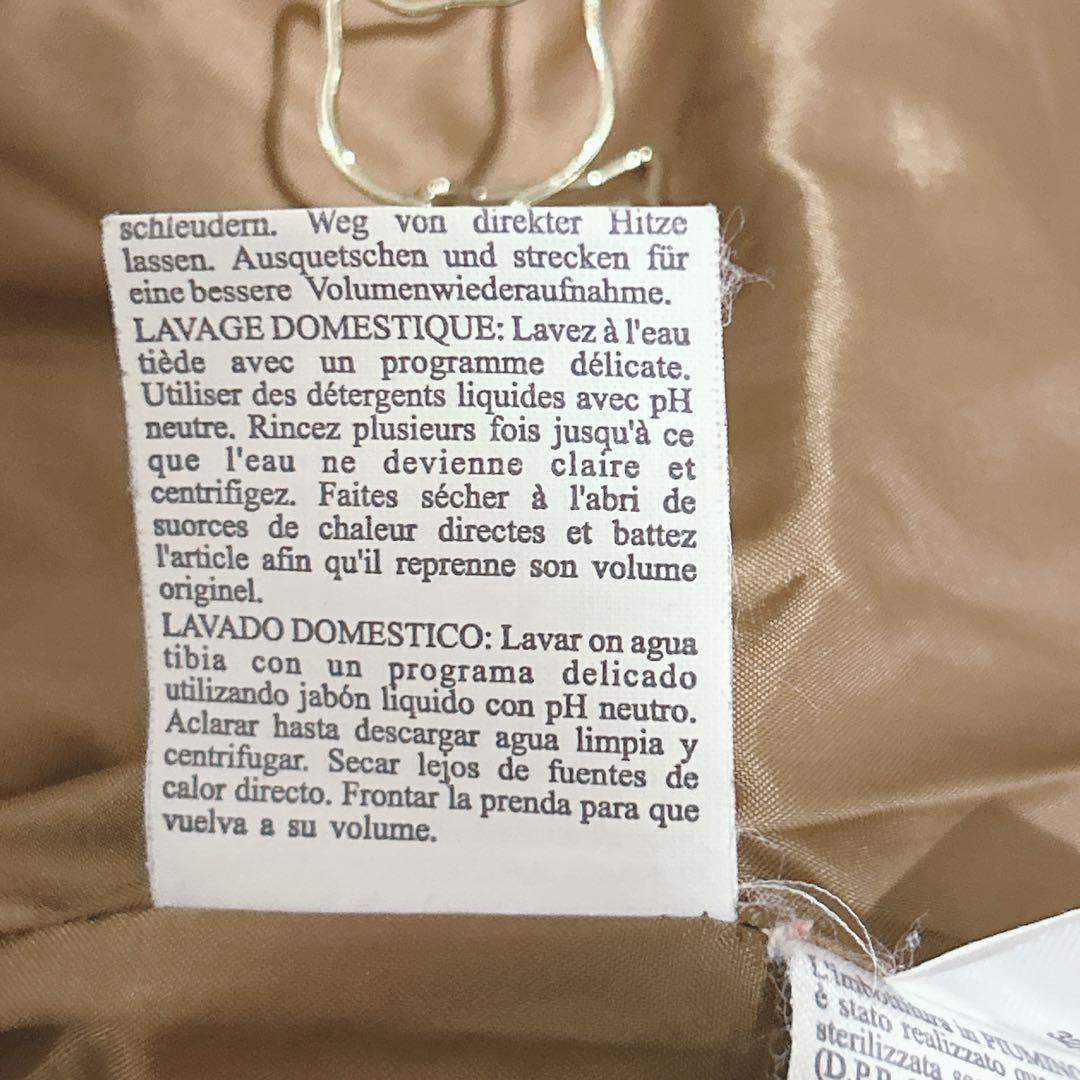 schleudern. Weg von direkter Hitze
lassen. Ausquetschen und strecken für
eine bessere Volumenwiederaufnahme.
LAVAGE DOMESTIQUE: Lavez à l'eau
tiède avec un programme délicate.
Utiliser des détergents liquides avec pH
neutre. Rincez plusieurs fois jusqu'à ce
que l'eau ne devienne claire et
centrifigez. Faites sécher à l'abri de
suorces de chaleur directes et battez
l'article afin qu'il reprenne son volume
originel.
LAVADO DOMESTICO: Lavar on agua
tibia con un programa delicado
utilizando jabón lìquido con pH neutro.
Aclarar hasta descargar agua limpia y
centrifugar. Secar lejos de fuentes de
calor directo. Frontar la prenda para que
vuelva a su volume.
L'imbottitura in PIUMINO
è stato realizzato
sterilizzata
(D.P.R.